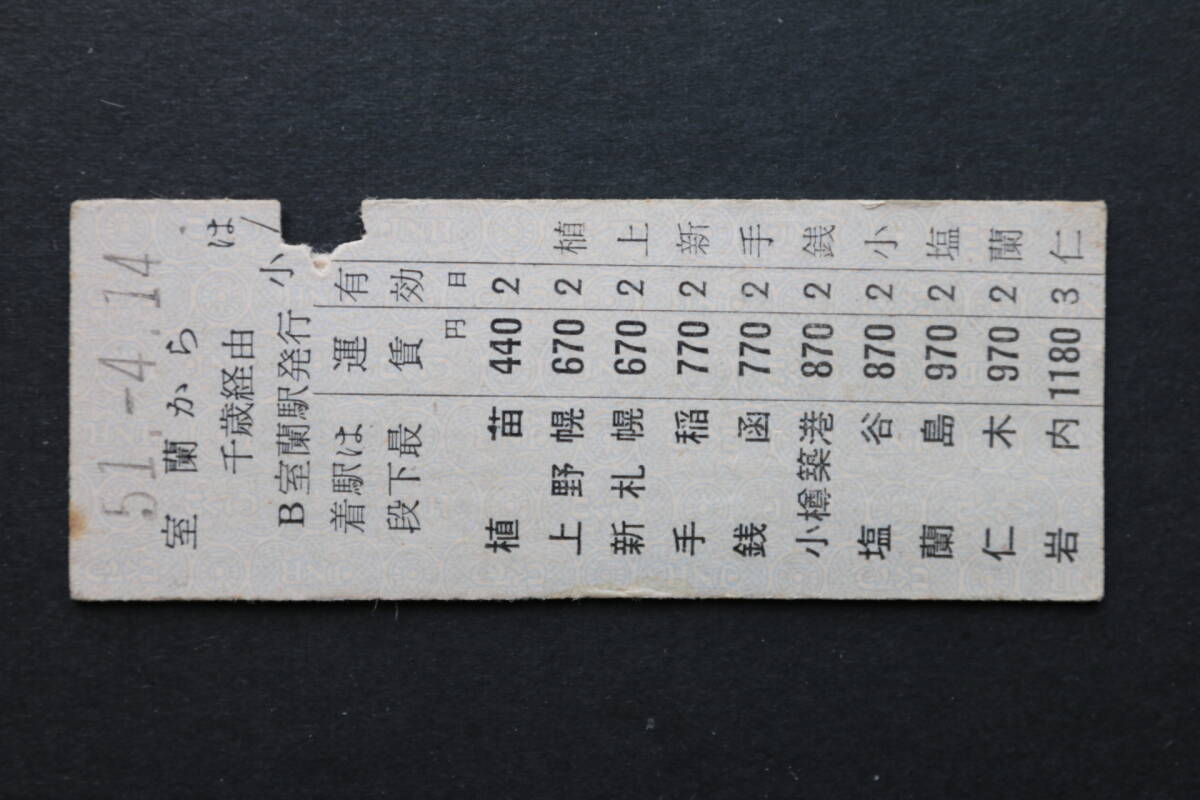 51.-4.14
室蘭から
千歳経由 は
B室蘭駅発行 小
着駅は 運 有
段下最 賃 効
円 日
植苗 440 2 植
上野幌 670 2 上
新札幌 670 2 新
手稲 770 2 手
銭函 770 2 銭
小樽築港 870 2 小
塩谷 870 2 塩
蘭島 970 2 蘭
仁木 970 2 仁
岩内 1180 3